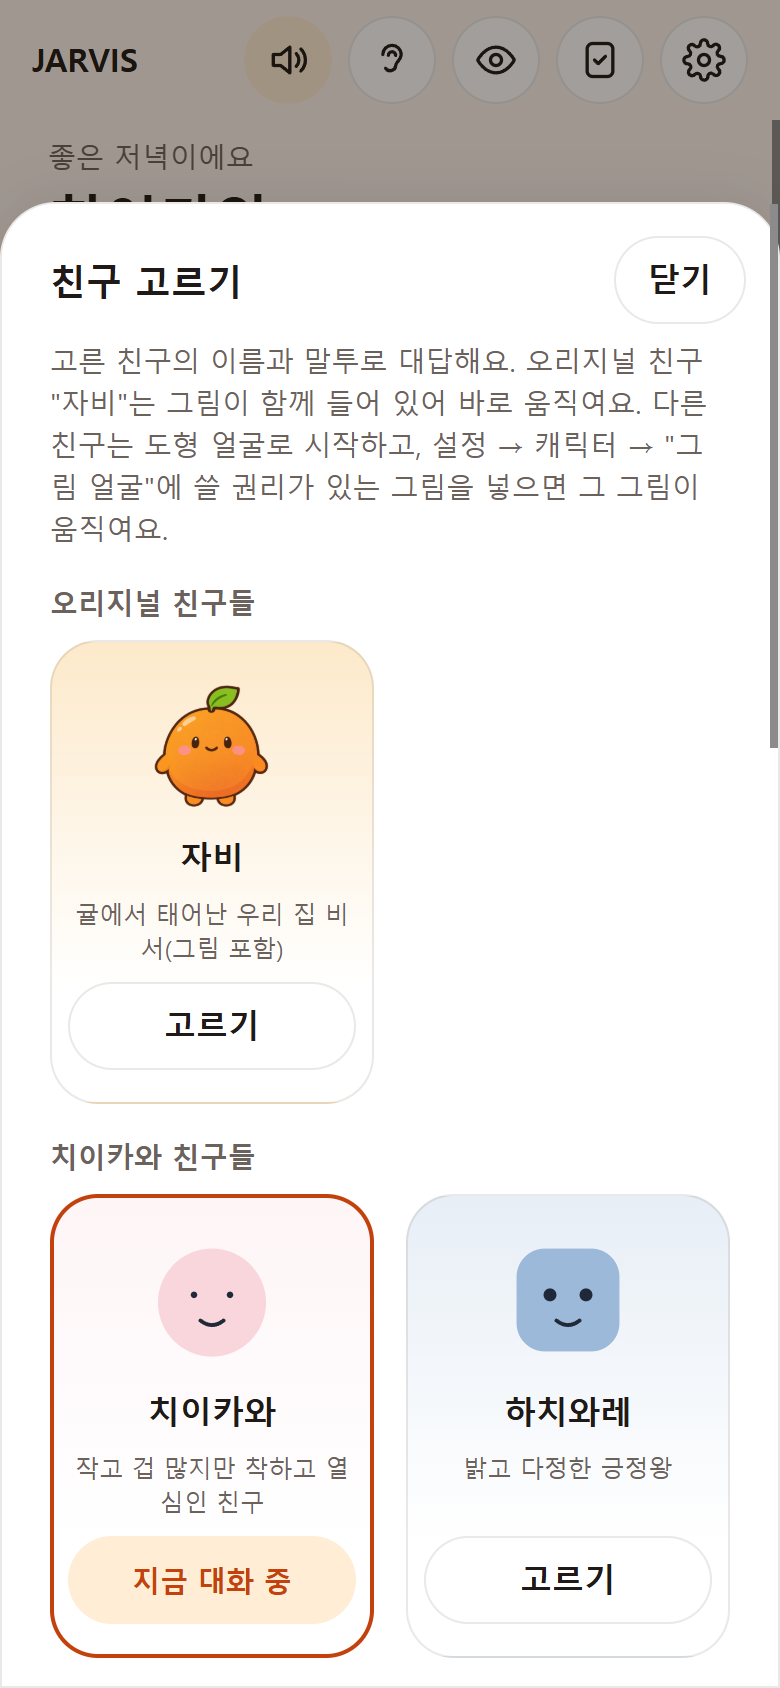 JARVIS
좋은 저녁이에요
친구 고르기
닫기
고른 친구의 이름과 말투로 대답해요. 오리지널 친구
"자비"는 그림이 함께 들어 있어 바로 움직여요. 다른
친구는 도형 얼굴로 시작하고, 설정 → 캐릭터 → "그
림 얼굴"에 쓸 권리가 있는 그림을 넣으면 그 그림이
움직여요.
오리지널 친구들
자비
귤에서 태어난 우리 집 비
서(그림 포함)
고르기
치이카와 친구들
치이카와
작고 겁 많지만 착하고 열
심인 친구
지금 대화 중
하치와레
밝고 다정한 긍정왕
고르기